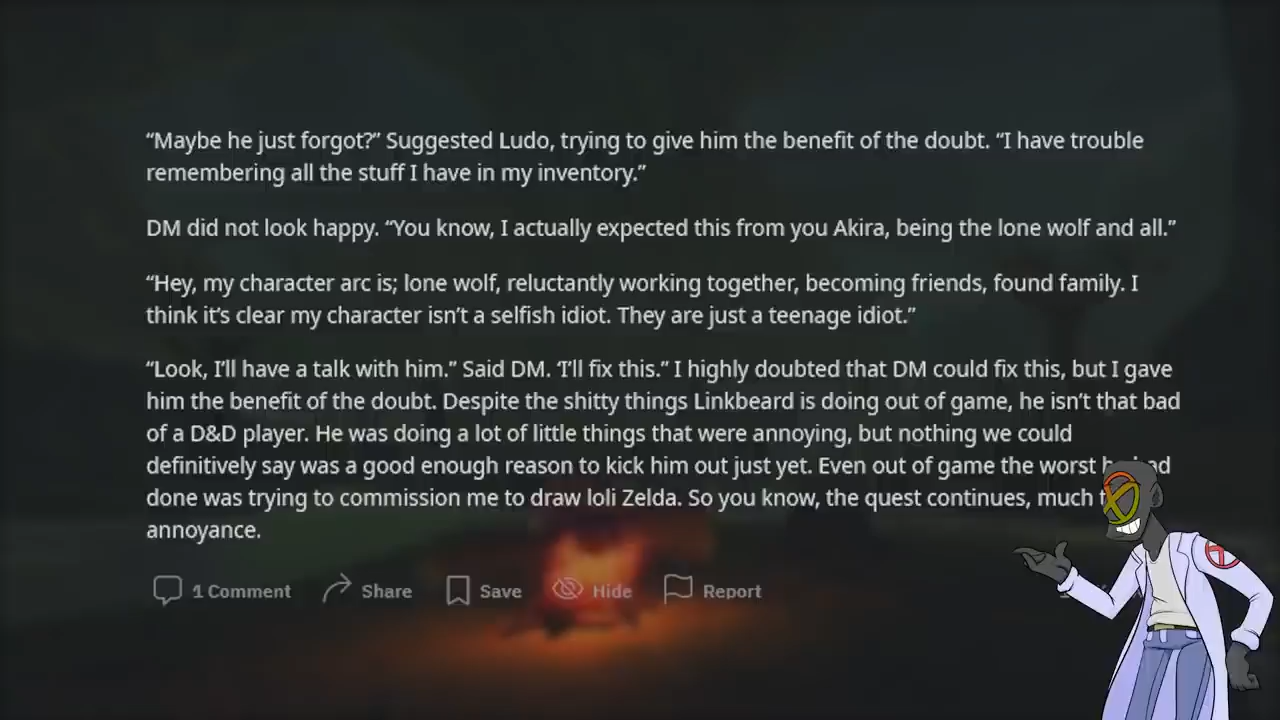 “Maybe he just forgot?” Suggested Ludo, trying to give him the benefit of the doubt. “I have trouble
remembering all the stuff I have in my inventory.”
DM did not look happy. “You know, I actually expected this from you Akira, being the lone wolf and all.”
“Hey, my character arc is; lone wolf, reluctantly working together, becoming friends, found family. I
think it’s clear my character isn’t a selfish idiot. They are just a teenage idiot.”
“Look, I’ll have a talk with him.” Said DM. ‘I’ll fix this.” I highly doubted that DM could fix this, but I gave
him the benefit of the doubt. Despite the shitty things Linkbeard is doing out of game, he isn’t that bad
of a D&D player. He was doing a lot of little things that were annoying, but nothing we could
definitively say was a good enough reason to kick him out just yet. Even out of game the worst
done was trying to commission me to draw loli Zelda. So you know, the quest continues, much
annoyance.
1 Comment Share Save Hide Report